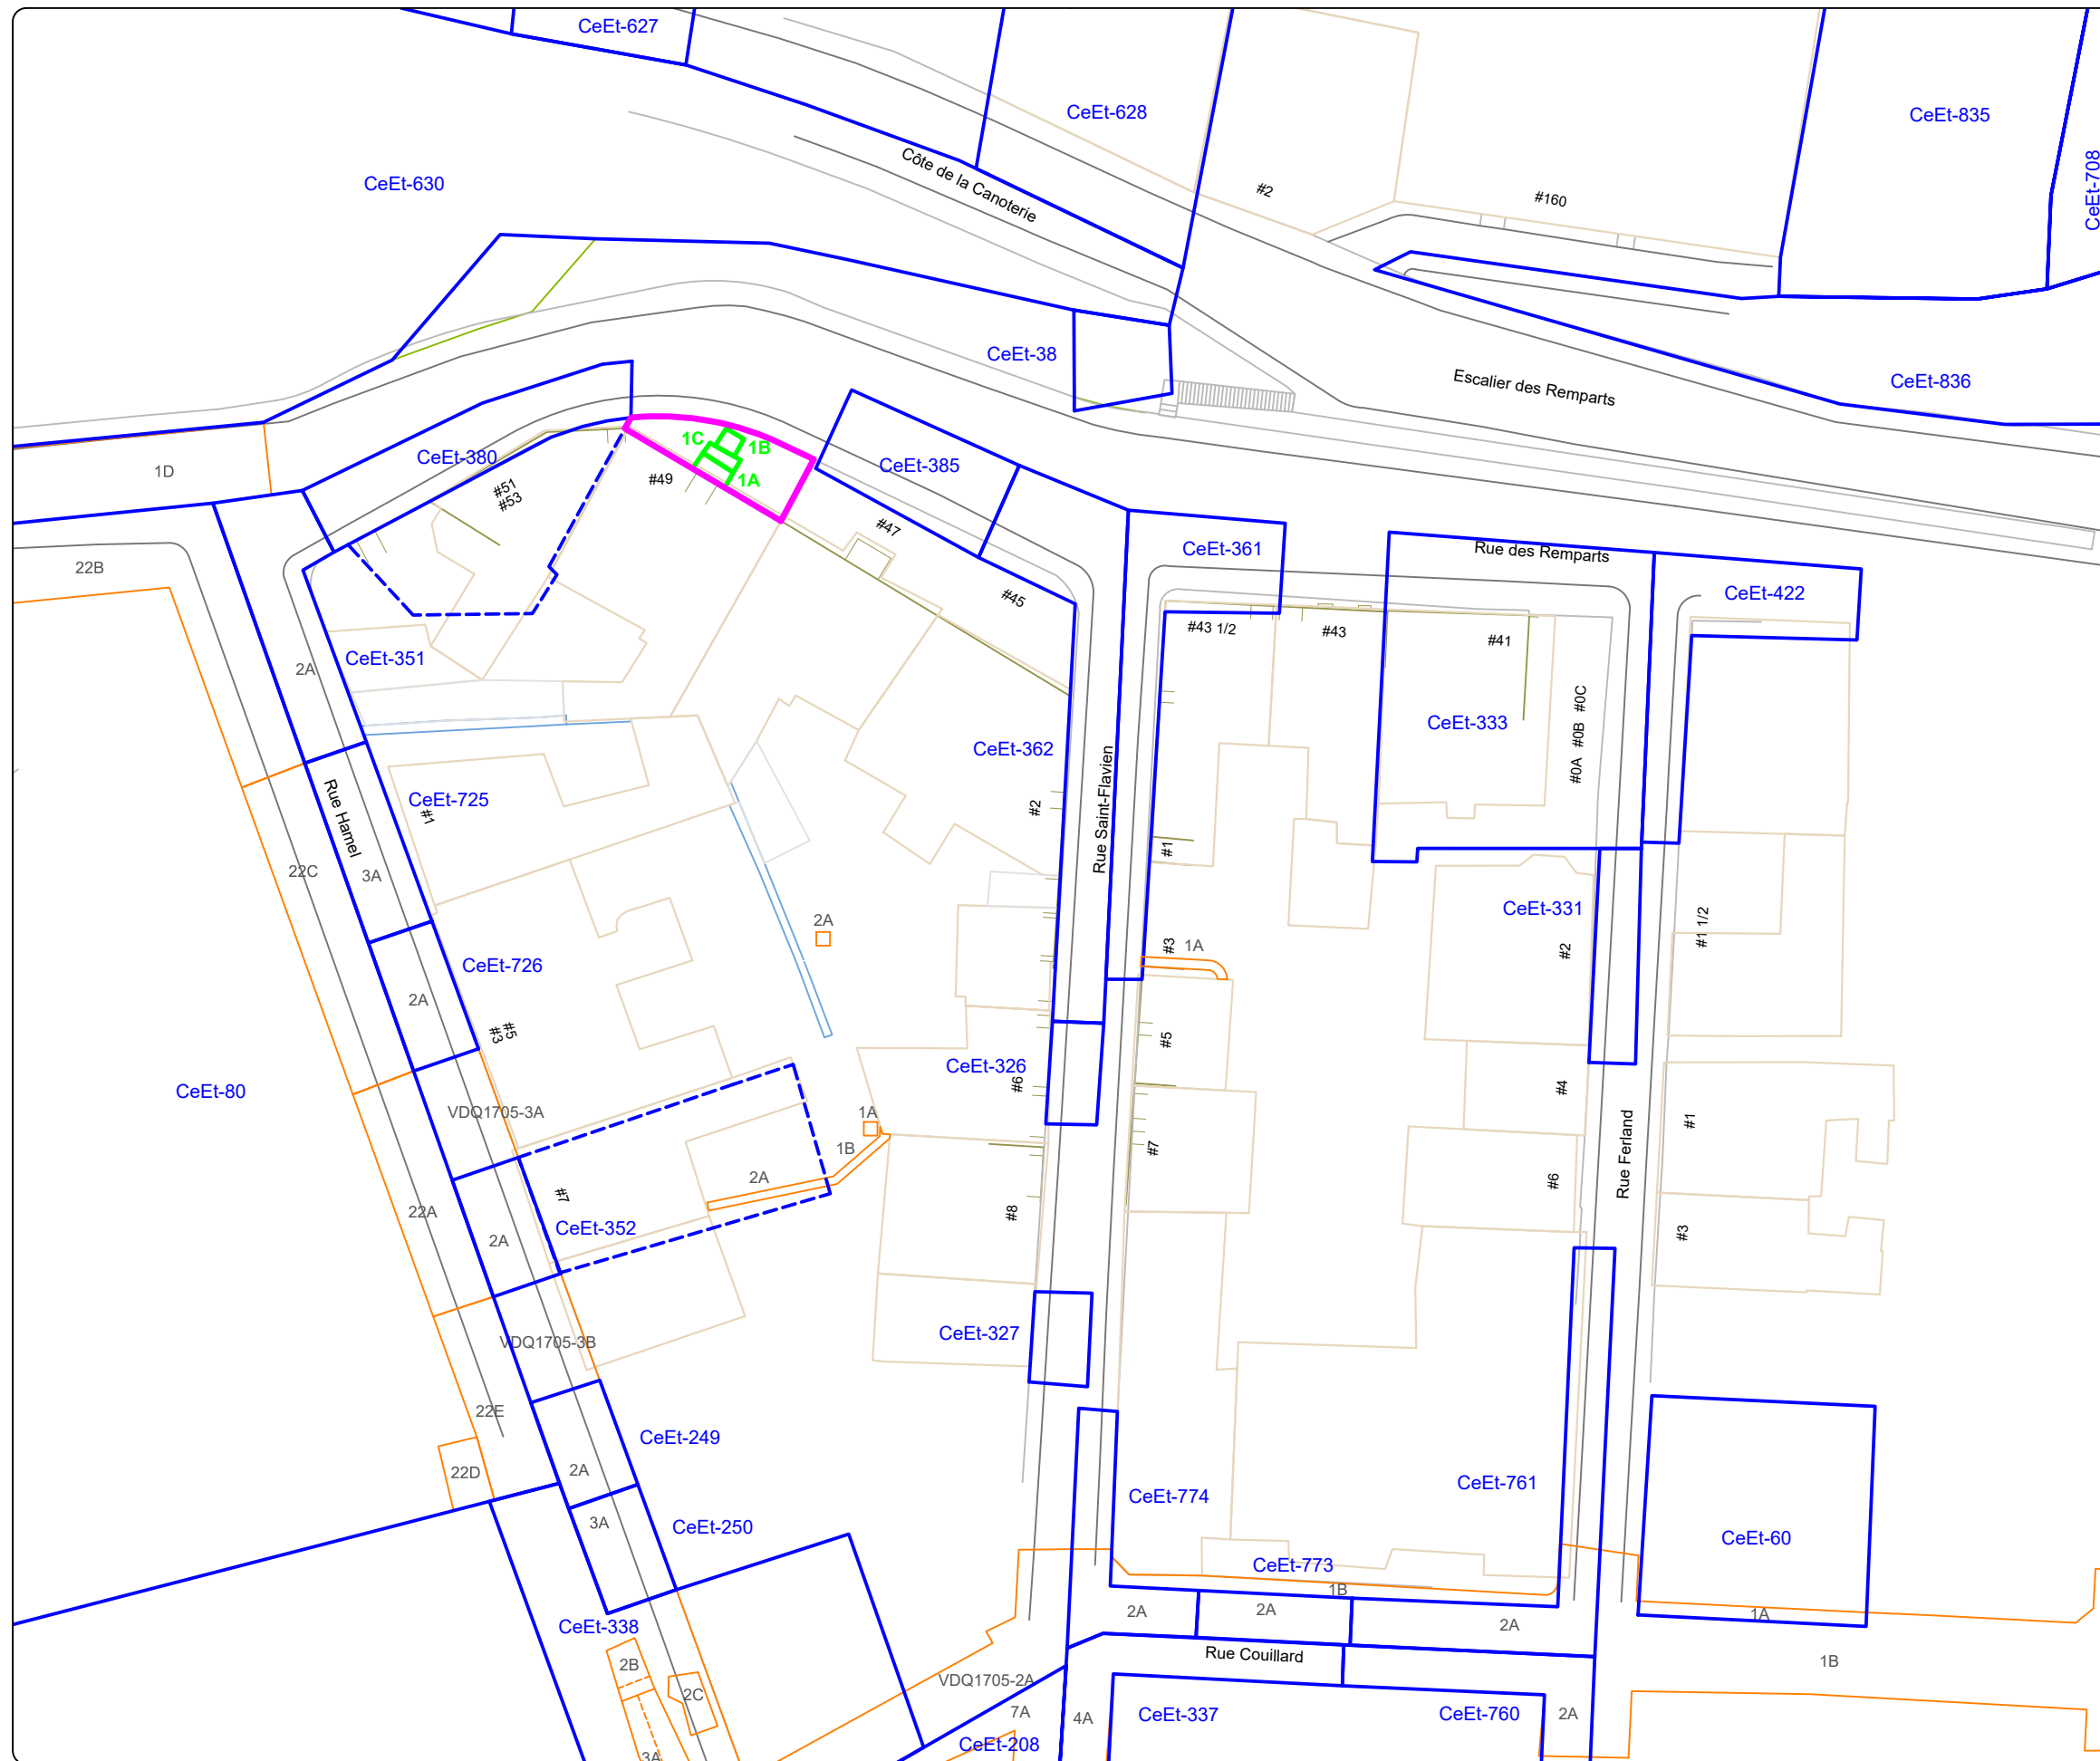 CeEt-627
CeEt-628
CeEt-835
CeEt-708
CeEt-630
Côte de la Canoterie
#2
#160
CeEt-38
Escalier des Remparts
CeEt-836
1D
CeEt-380
1C
1B
1A
#49
CeEt-385
#51
#53
#47
#45
CeEt-361
Rue des Remparts
CeEt-422
22B
#43 1/2
#43
#41
2A
CeEt-351
#0C
#0B
#0A
CeEt-333
CeEt-362
Rue Saint-Flavien
#2
CeEt-725
#1
Rue Hamel
22C
3A
#1
CeEt-331
#2
#1 1/2
2A
#3
1A
CeEt-726
2A
#5
#3
#5
CeEt-326
#6
#4
CeEt-80
VDQ1705-3A
1A
1B
#7
#1
Rue Ferland
2A
#7
#6
22A
CeEt-352
#8
#3
2A
VDQ1705-3B
CeEt-327
22E
CeEt-249
22D
2A
CeEt-774
CeEt-761
3A
CeEt-250
CeEt-60
CeEt-773
1B
2A
2A
2A
1A
CeEt-338
Rue Couillard
2B
1B
2C
VDQ1705-2A
7A
4A
CeEt-337
CeEt-760
2A
CeEt-208
3A